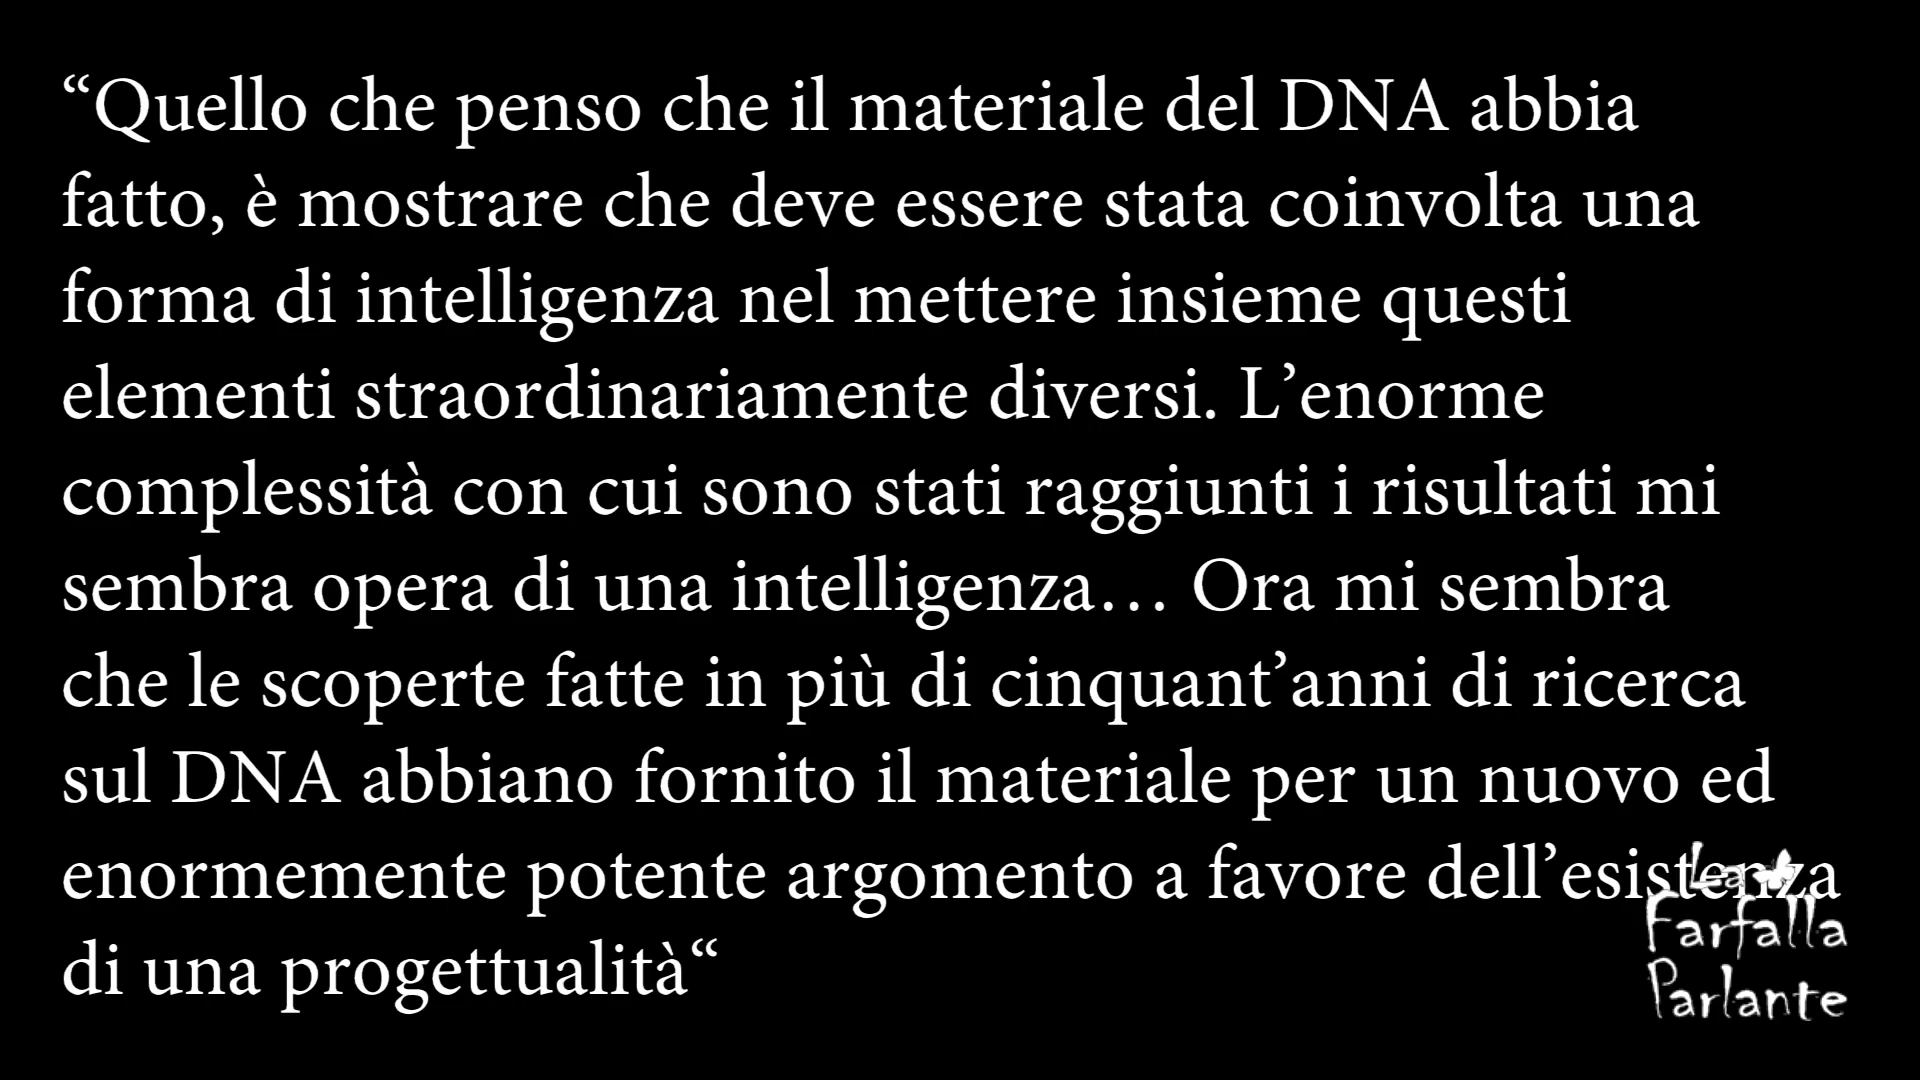 “Quello che penso che il materiale del DNA abbia
fatto, è mostrare che deve essere stata coinvolta una
forma di intelligenza nel mettere insieme questi
elementi straordinariamente diversi. L’enorme
complessità con cui sono stati raggiunti i risultati mi
sembra opera di una intelligenza… Ora mi sembra
che le scoperte fatte in più di cinquant’anni di ricerca
sul DNA abbiano fornito il materiale per un nuovo ed
enormemente potente argomento a favore dell’esistenza
di una progettualità“
La
Farfalla
Parlante